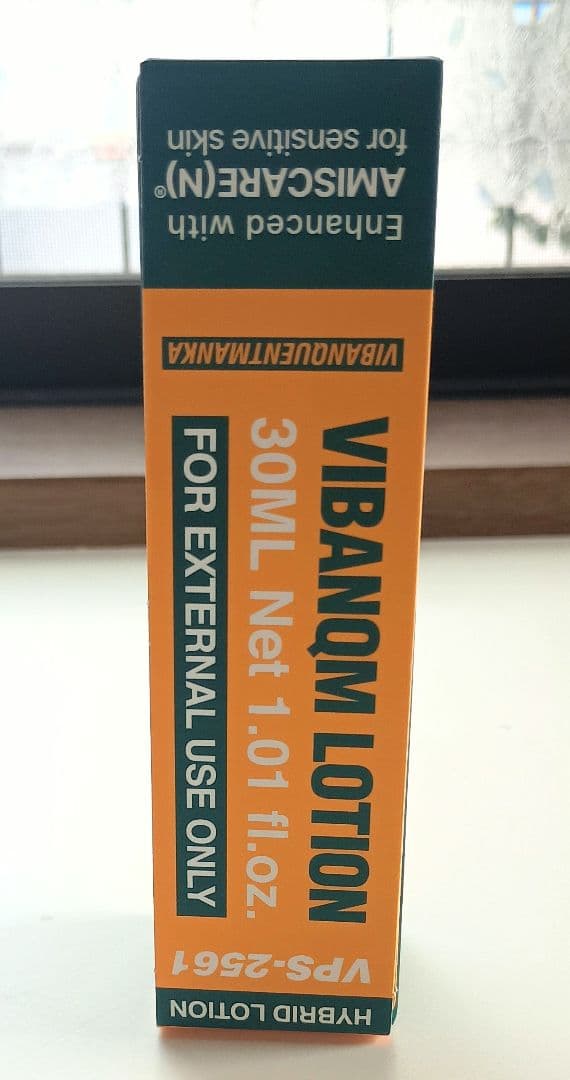 HYBRID LOTION
VPS-2561
VIBANQM LOTION
30ML Net 1.01 fl.oz.
FOR EXTERNAL USE ONLY
VIBANQUENTMANKA
Enhanced with
AMISCARE(N)®
for sensitive skin